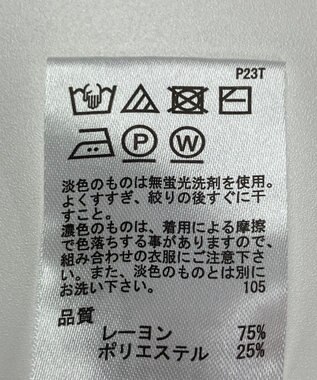 P23T
P
W
淡色のものは無蛍光洗剤を使用。
よくすすぎ、絞りの後すぐに干
すこと。
濃色のものは、着用による摩擦
で色落ちする事がありますので、
組み合わせの衣服にご注意下さ
い。また、淡色のものとは別に
お洗い下さい。 105
品質
レーヨン 75%
ポリエステル 25%